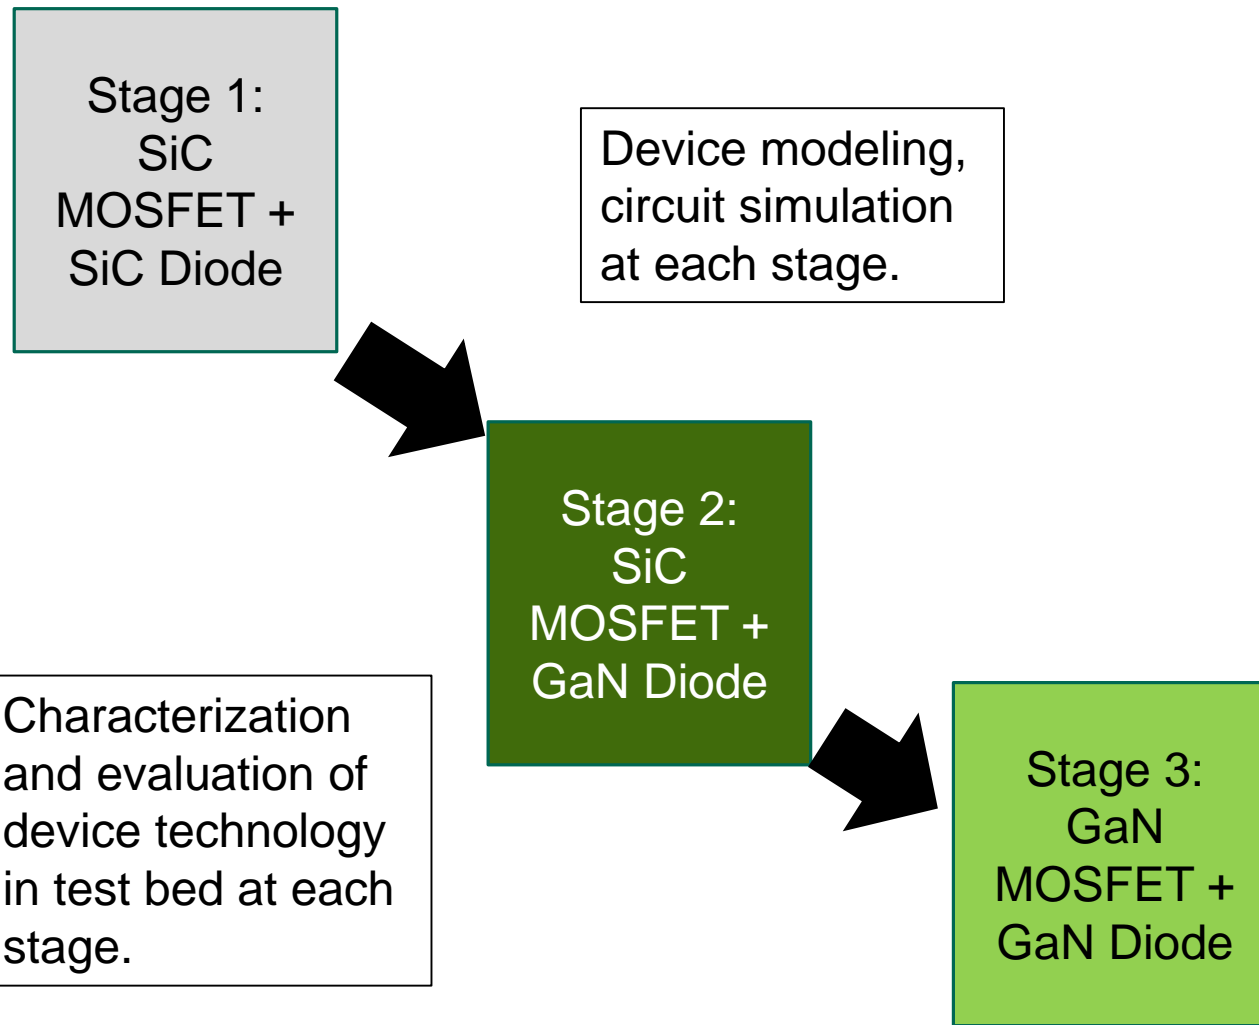 Stage 1:
SiC
MOSFET +
SiC Diode
Device modeling,
circuit simulation
at each stage.
Stage 2:
SiC
MOSFET +
GaN Diode
Characterization
and evaluation of
device technology
in test bed at each
stage.
Stage 3:
GaN
MOSFET +
GaN Diode